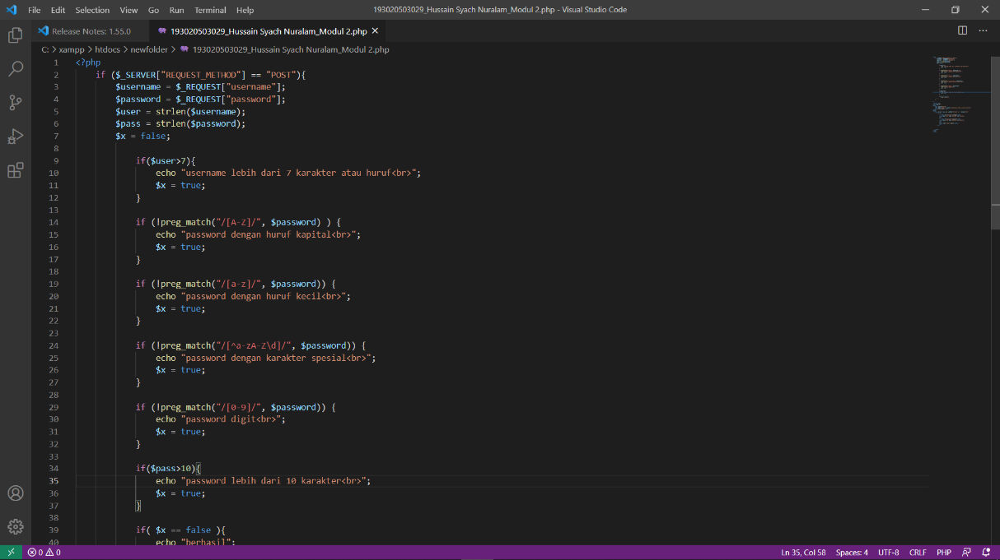 File Edit Selection View Go Run Terminal Help 193020503029_Hussain Syach Nuralam_Modul 2.php - Visual Studio Code
Release Notes: 1.55.0 193020503029_Hussain Syach Nuralam_Modul 2.php
C: > xampp > htdocs > newfolder > 193020503029_Hussain Syach Nuralam_Modul 2.php
1 <?php
2 if ($_SERVER["REQUEST_METHOD"] == "POST"){
3 $username = $_REQUEST["username"];
4 $password = $_REQUEST["password"];
5 $user = strlen($username);
6 $pass = strlen($password);
7 $x = false;
8
9 if($user>7){
10 echo "username lebih dari 7 karakter atau huruf<br>";
11 $x = true;
12 }
13
14 if (!preg_match("/[A-Z]/", $password) ) {
15 echo "password dengan huruf kapital<br>";
16 $x = true;
17 }
18
19 if (!preg_match("/[a-z]/", $password)) {
20 echo "password dengan huruf kecil<br>";
21 $x = true;
22 }
23
24 if (!preg_match("/[^a-zA-Z\d]/", $password)) {
25 echo "password dengan karakter spesial<br>";
26 $x = true;
27 }
28
29 if (!preg_match("/[0-9]/", $password)) {
30 echo "password digit<br>";
31 $x = true;
32 }
33
34 if($pass>10){
35 echo "password lebih dari 10 karakter<br>";
36 $x = true;
37 }
38
39 if( $x == false ){
40 echo "berhasil";
0 0 Ln 35, Col 58 Spaces: 4 UTF-8 CRLF PHP